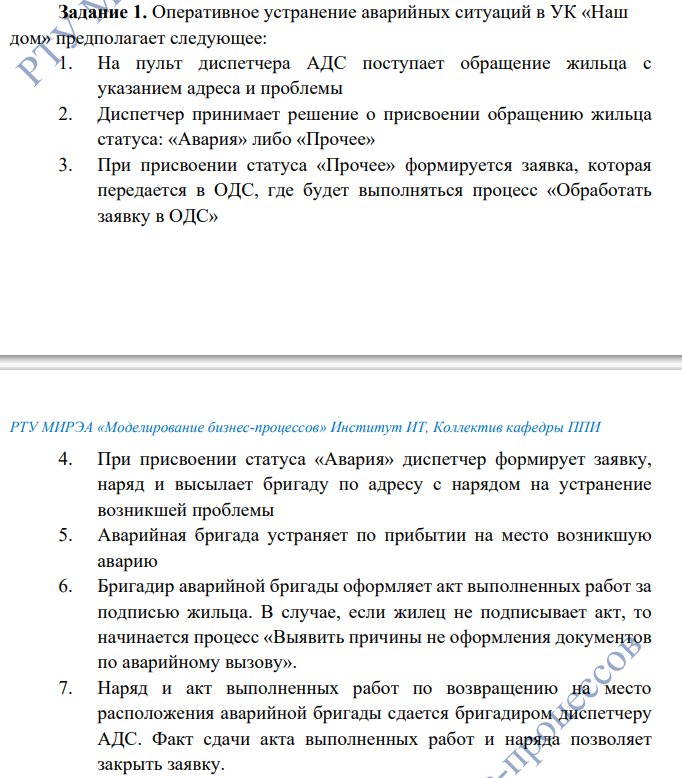 Задание 1. Оперативное устранение аварийных ситуаций в УК «Наш
дом» предполагает следующее:
1. На пульт диспетчера АДС поступает обращение жильца с
указанием адреса и проблемы
2. Диспетчер принимает решение о присвоении обращению жильца
статуса: «Авария» либо «Прочее»
3. При присвоении статуса «Прочее» формируется заявка, которая
передается в ОДС, где будет выполняться процесс «Обработать
заявку в ОДС»
РТУ МИРЭА «Моделирование бизнес-процессов» Институт ИТ, Коллектив кафедры ППИ
4. При присвоении статуса «Авария» диспетчер формирует заявку,
наряд и высылает бригаду по адресу с нарядом на устранение
возникшей проблемы
5. Аварийная бригада устраняет по прибытии на место возникшую
аварию
6. Бригадир аварийной бригады оформляет акт выполненных работ за
подписью жильца. В случае, если жилец не подписывает акт, то
начинается процесс «Выявить причины не оформления документов
по аварийному вызову».
7. Наряд и акт выполненных работ по возвращению на место
расположения аварийной бригады сдается бригадиром диспетчеру
АДС. Факт сдачи акта выполненных работ и наряда позволяет
закрыть заявку.
РТУ М
-процессов